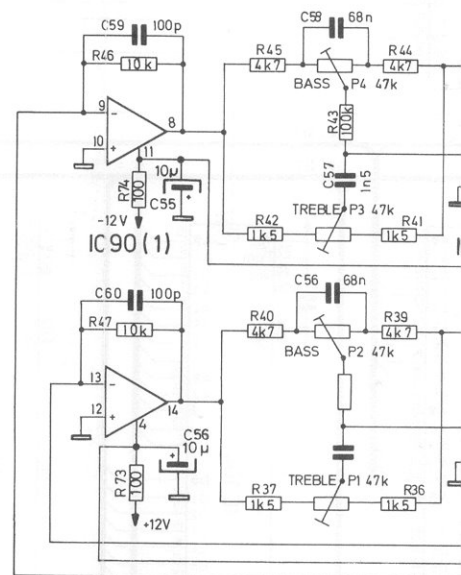 C59 100p
R46
10k
9
8
10
11
10µ
C55
R74
100
-12V
IC90 (1)
C58 68n
R45
4k7
R44
4k7
BASS P4 47k
R43
100k
C57
1n5
TREBLE P3 47k
R42
1k5
R41
1k5
C60 100p
R47
10k
13
14
12
4
C56
10µ
R73
100
+12V
C56 68n
R40
4k7
R39
4k7
BASS P2 47k
TREBLE P1 47k
R37
1k5
R36
1k5